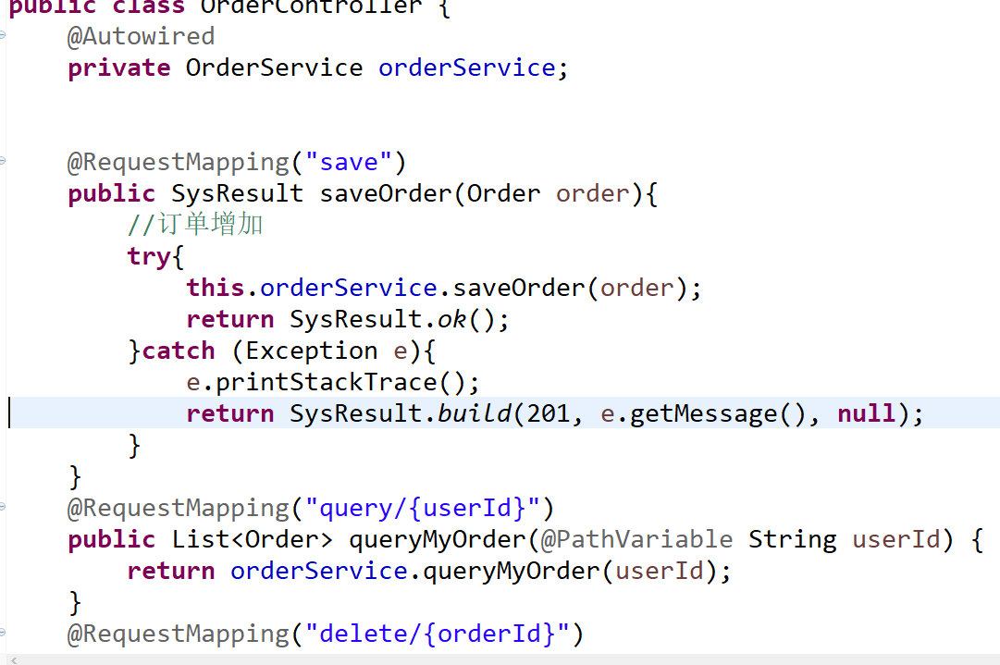 public class OrderController {
@Autowired
private OrderService orderService;
@RequestMapping("save")
public SysResult saveOrder(Order order){
//订单增加
try{
this.orderService.saveOrder(order);
return SysResult.ok();
}catch (Exception e){
e.printStackTrace();
return SysResult.build(201, e.getMessage(), null);
}
}
@RequestMapping("query/{userId}")
public List<Order> queryMyOrder(@PathVariable String userId) {
return orderService.queryMyOrder(userId);
}
@RequestMapping("delete/{orderId}")